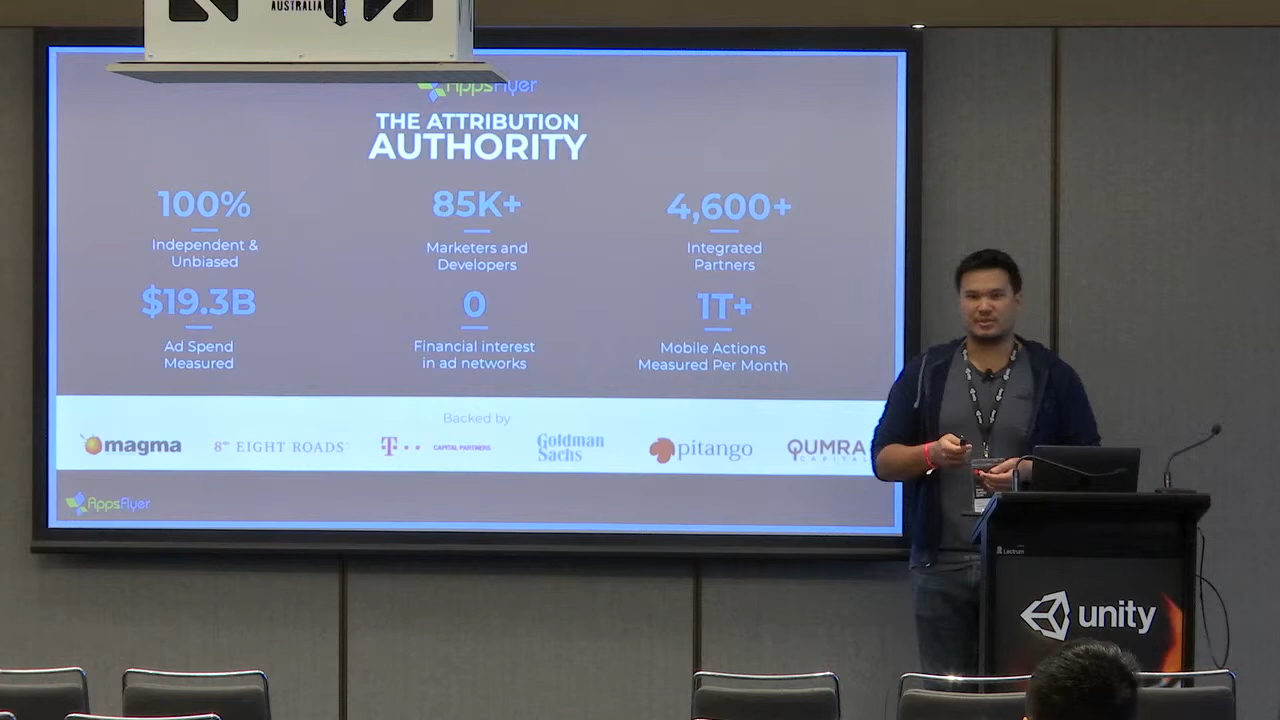 AUSTRALIA
AppsFlyer
THE ATTRIBUTION
AUTHORITY
100%
Independent &
Unbiased
85K+
Marketers and
Developers
4,600+
Integrated
Partners
$19.3B
Ad Spend
Measured
0
Financial interest
in ad networks
1T+
Mobile Actions
Measured Per Month
Backed by
magma
8 EIGHT ROADS
T
CAPITAL PARTNERS
Goldman
Sachs
pitango
QUMRA
CAPITAL
AppsFlyer
Lectrum
unity